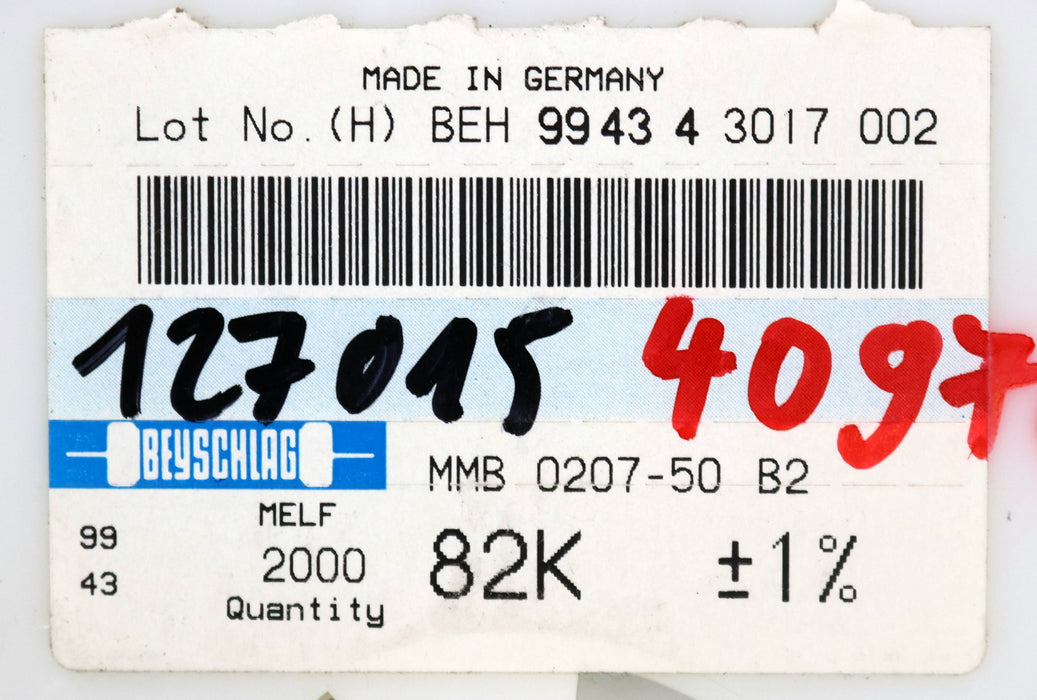 MADE IN GERMANY
Lot No.(H) BEH 9943 4 3017 002
127015 4097
BEYSCHLAG
MMB 0207-50 B2
MELF
99 2000 82K ±1%
43
Quantity